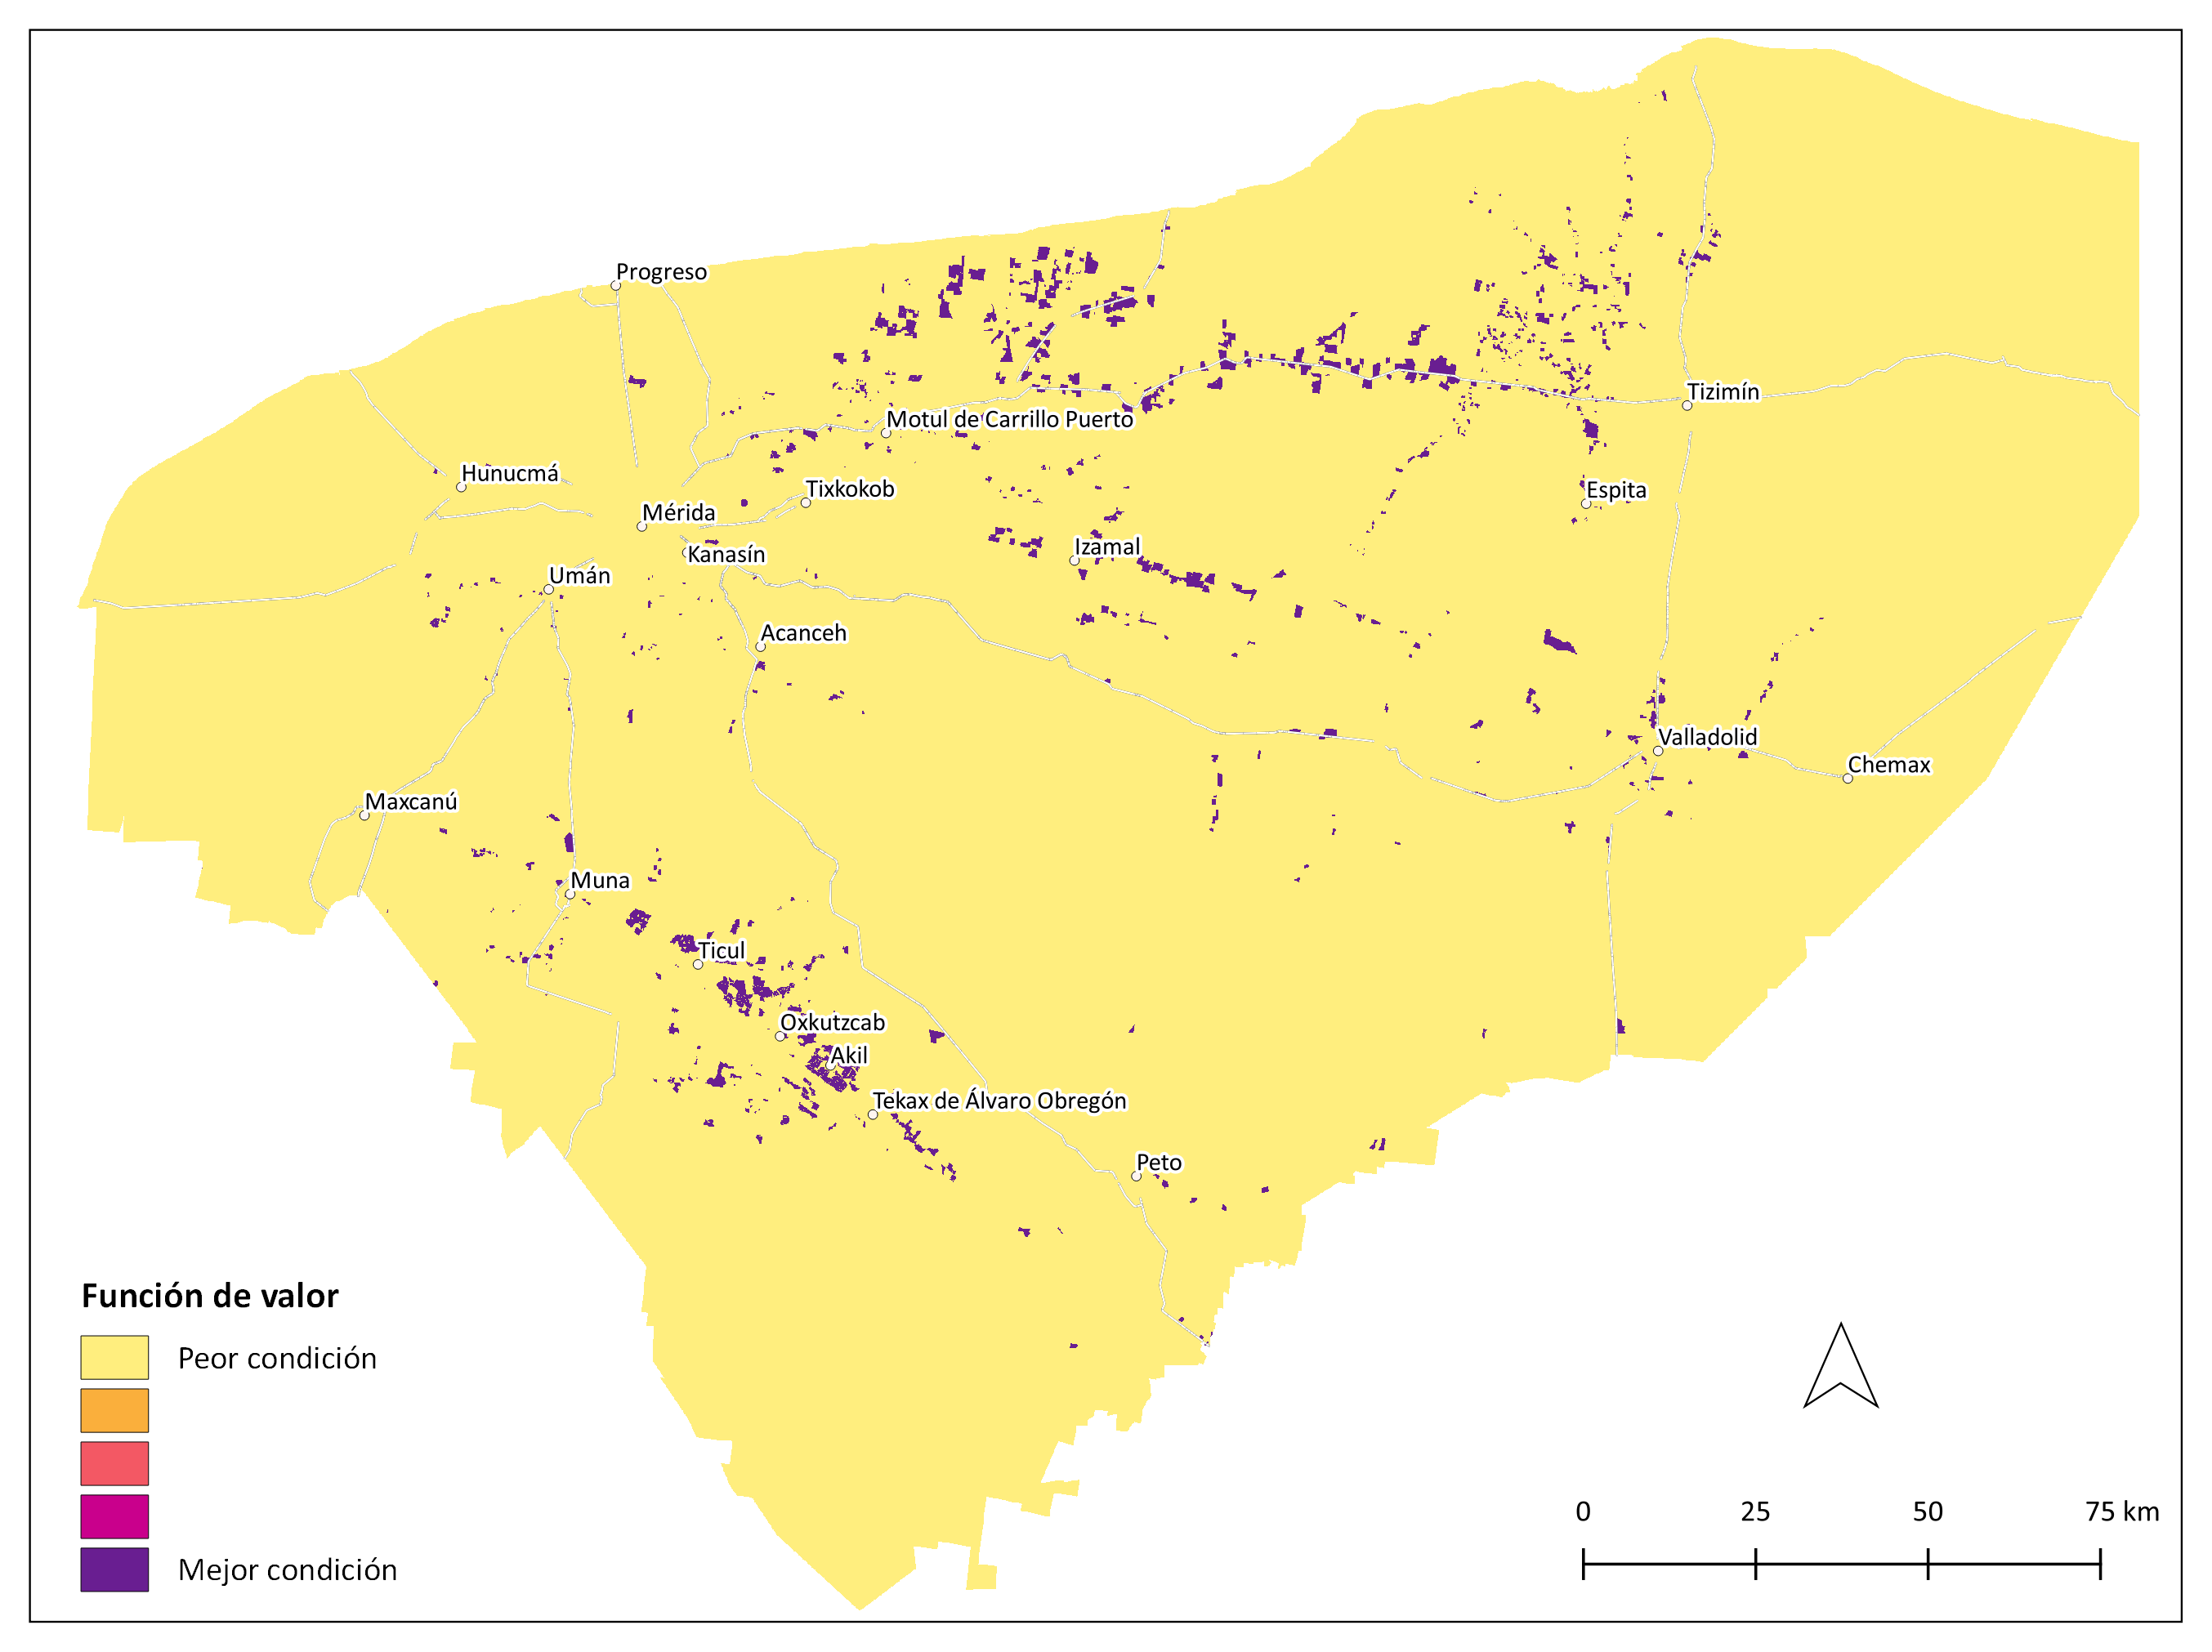 Progreso
Tizimín
Motul de Carrillo Puerto
Hunucmá
Tixkokob
Espita
Mérida
Izamal
Kanasín
Umán
Acanceh
Valladolid
Chemax
Maxcanú
Muna
Ticul
Oxkutzcab
Akil
Tekax de Álvaro Obregón
Peto
Función de valor
Peor condición
Mejor condición
0 25 50 75 km